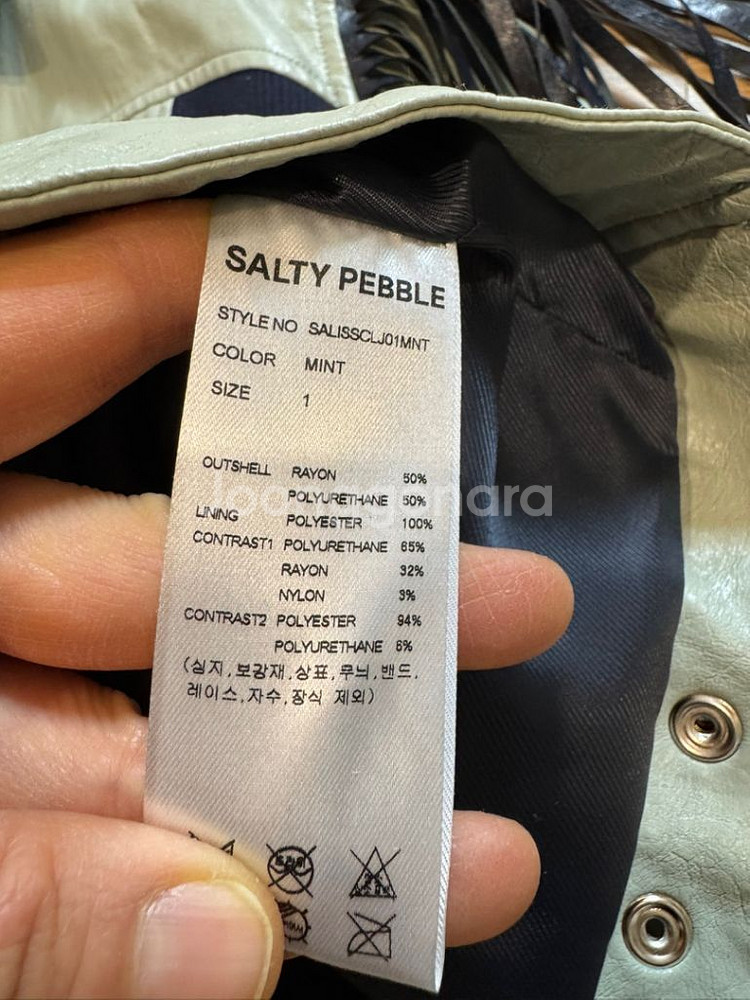 SALTY PEBBLE
STYLE NO SALISSCLJ01MNT
COLOR MINT
SIZE 1
OUTSHELL RAYON 50%
POLYURETHANE 50%
LINING POLYESTER 100%
CONTRAST1 POLYURETHANE 65%
RAYON 32%
NYLON 3%
CONTRAST2 POLYESTER 94%
POLYURETHANE 6%
(심지,보강재,상표,무늬,밴드,
레이스,자수,장식 제외)